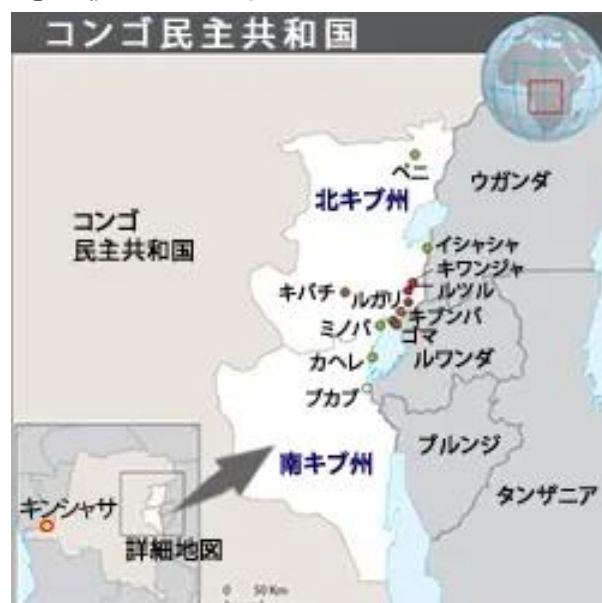 コンゴ民主共和国
ベニ
ウガンダ
北キブ州
コンゴ
民主共和国
イシャシャ
キワンジャ
キバチ
ルガリ
ルツル
ミノバ
キブンバ
ゴマ
カヘレ
ルワンダ
ブカブ
ブルンジ
南キブ州
キンシャサ
タンザニア
詳細地図
0 50 Km